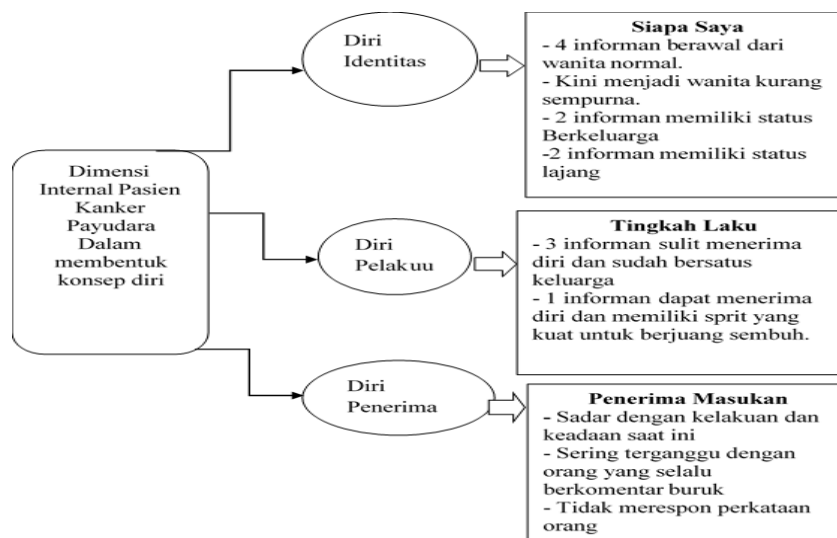 Dimensi
Internal Pasien
Kanker
Payudara
Dalam
membentuk
konsep diri
Diri
Identitas
Siapa Saya
- 4 informan berawal dari
wanita normal.
- Kini menjadi wanita kurang
sempurna.
- 2 informan memiliki status
Berkeluarga
-2 informan memiliki status
lajang
Diri
Pelakuu
Tingkah Laku
- 3 informan sulit menerima
diri dan sudah bersatus
keluarga
- 1 informan dapat menerima
diri dan memiliki sprit yang
kuat untuk berjuang sembuh.
Diri
Penerima
Penerima Masukan
- Sadar dengan kelakuan dan
keadaan saat ini
- Sering terganggu dengan
orang yang selalu
berkomentar buruk
- Tidak merespon perkataan
orang